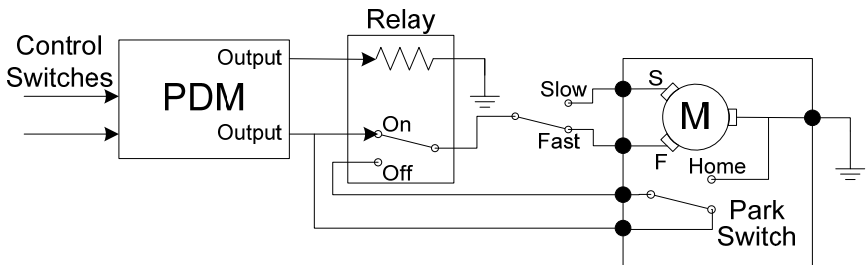 Control
Switches
PDM
Output
Output
Relay
On
Off
Slow
Fast
S
M
F
Home
Park
Switch